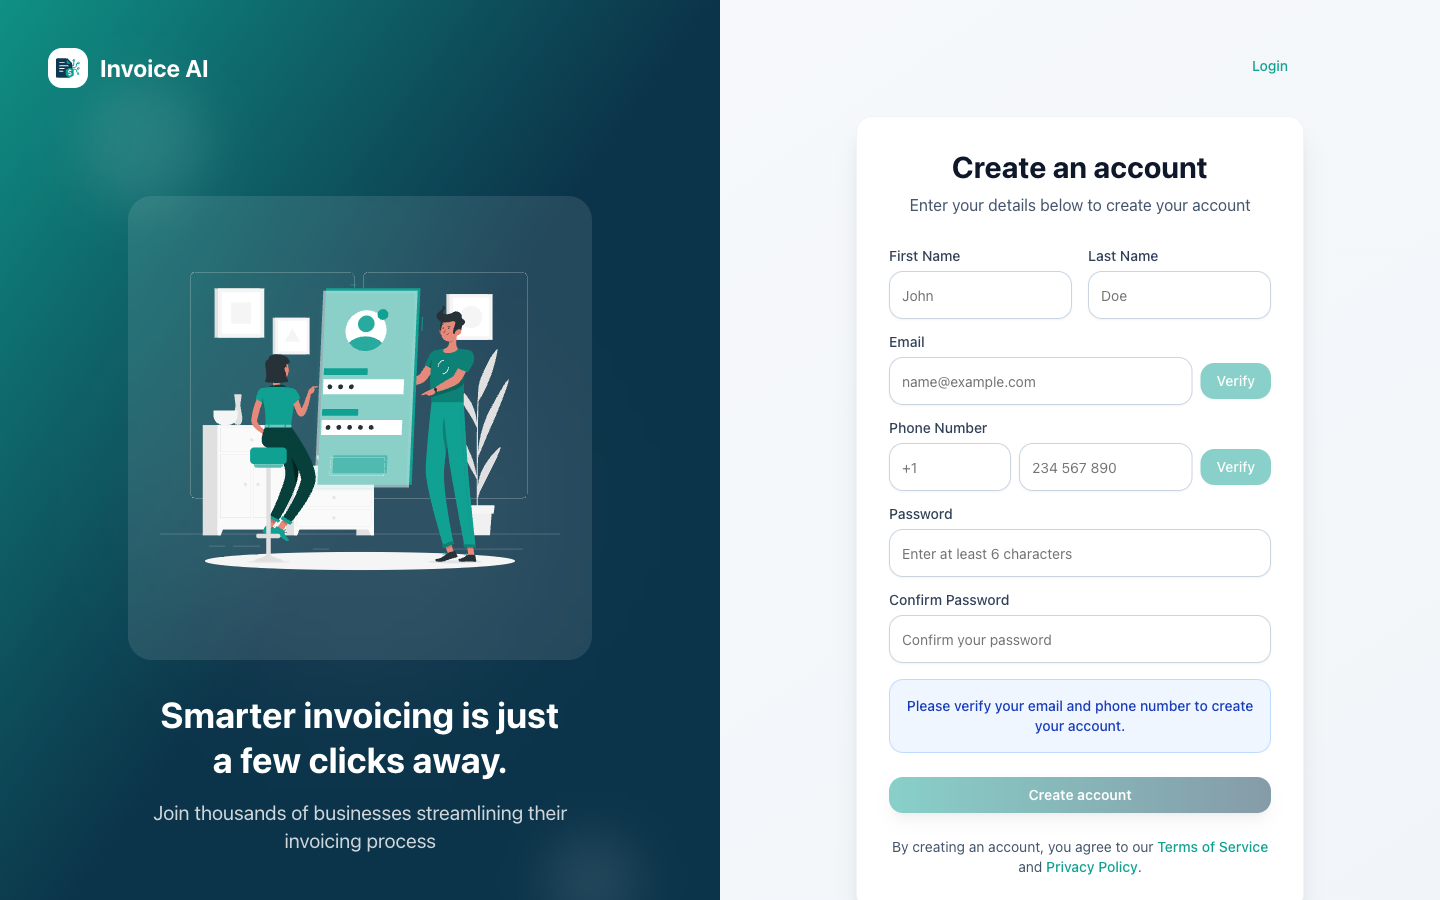 Invoice AI
Smarter invoicing is just
a few clicks away.
Join thousands of businesses streamlining their
invoicing process
Login
Create an account
Enter your details below to create your account
First Name
Last Name
John
Doe
Email
name@example.com
Verify
Phone Number
+1
234 567 890
Verify
Password
Enter at least 6 characters
Confirm Password
Confirm your password
Please verify your email and phone number to create
your account.
Create account
By creating an account, you agree to our Terms of Service
and Privacy Policy.